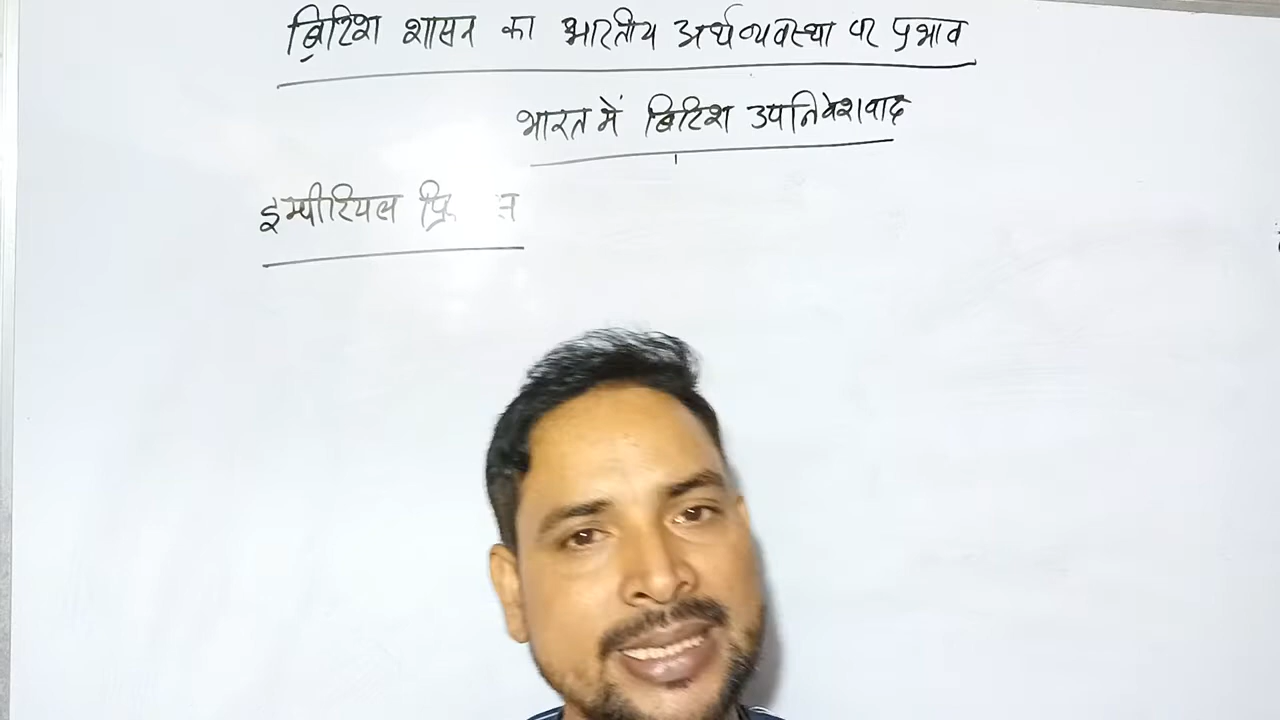 ब्रिटिश शासन का भारतीय अर्थव्यवस्था पर प्रभाव
भारत में ब्रिटिश उपनिवेशवाद
इम्पीरियल